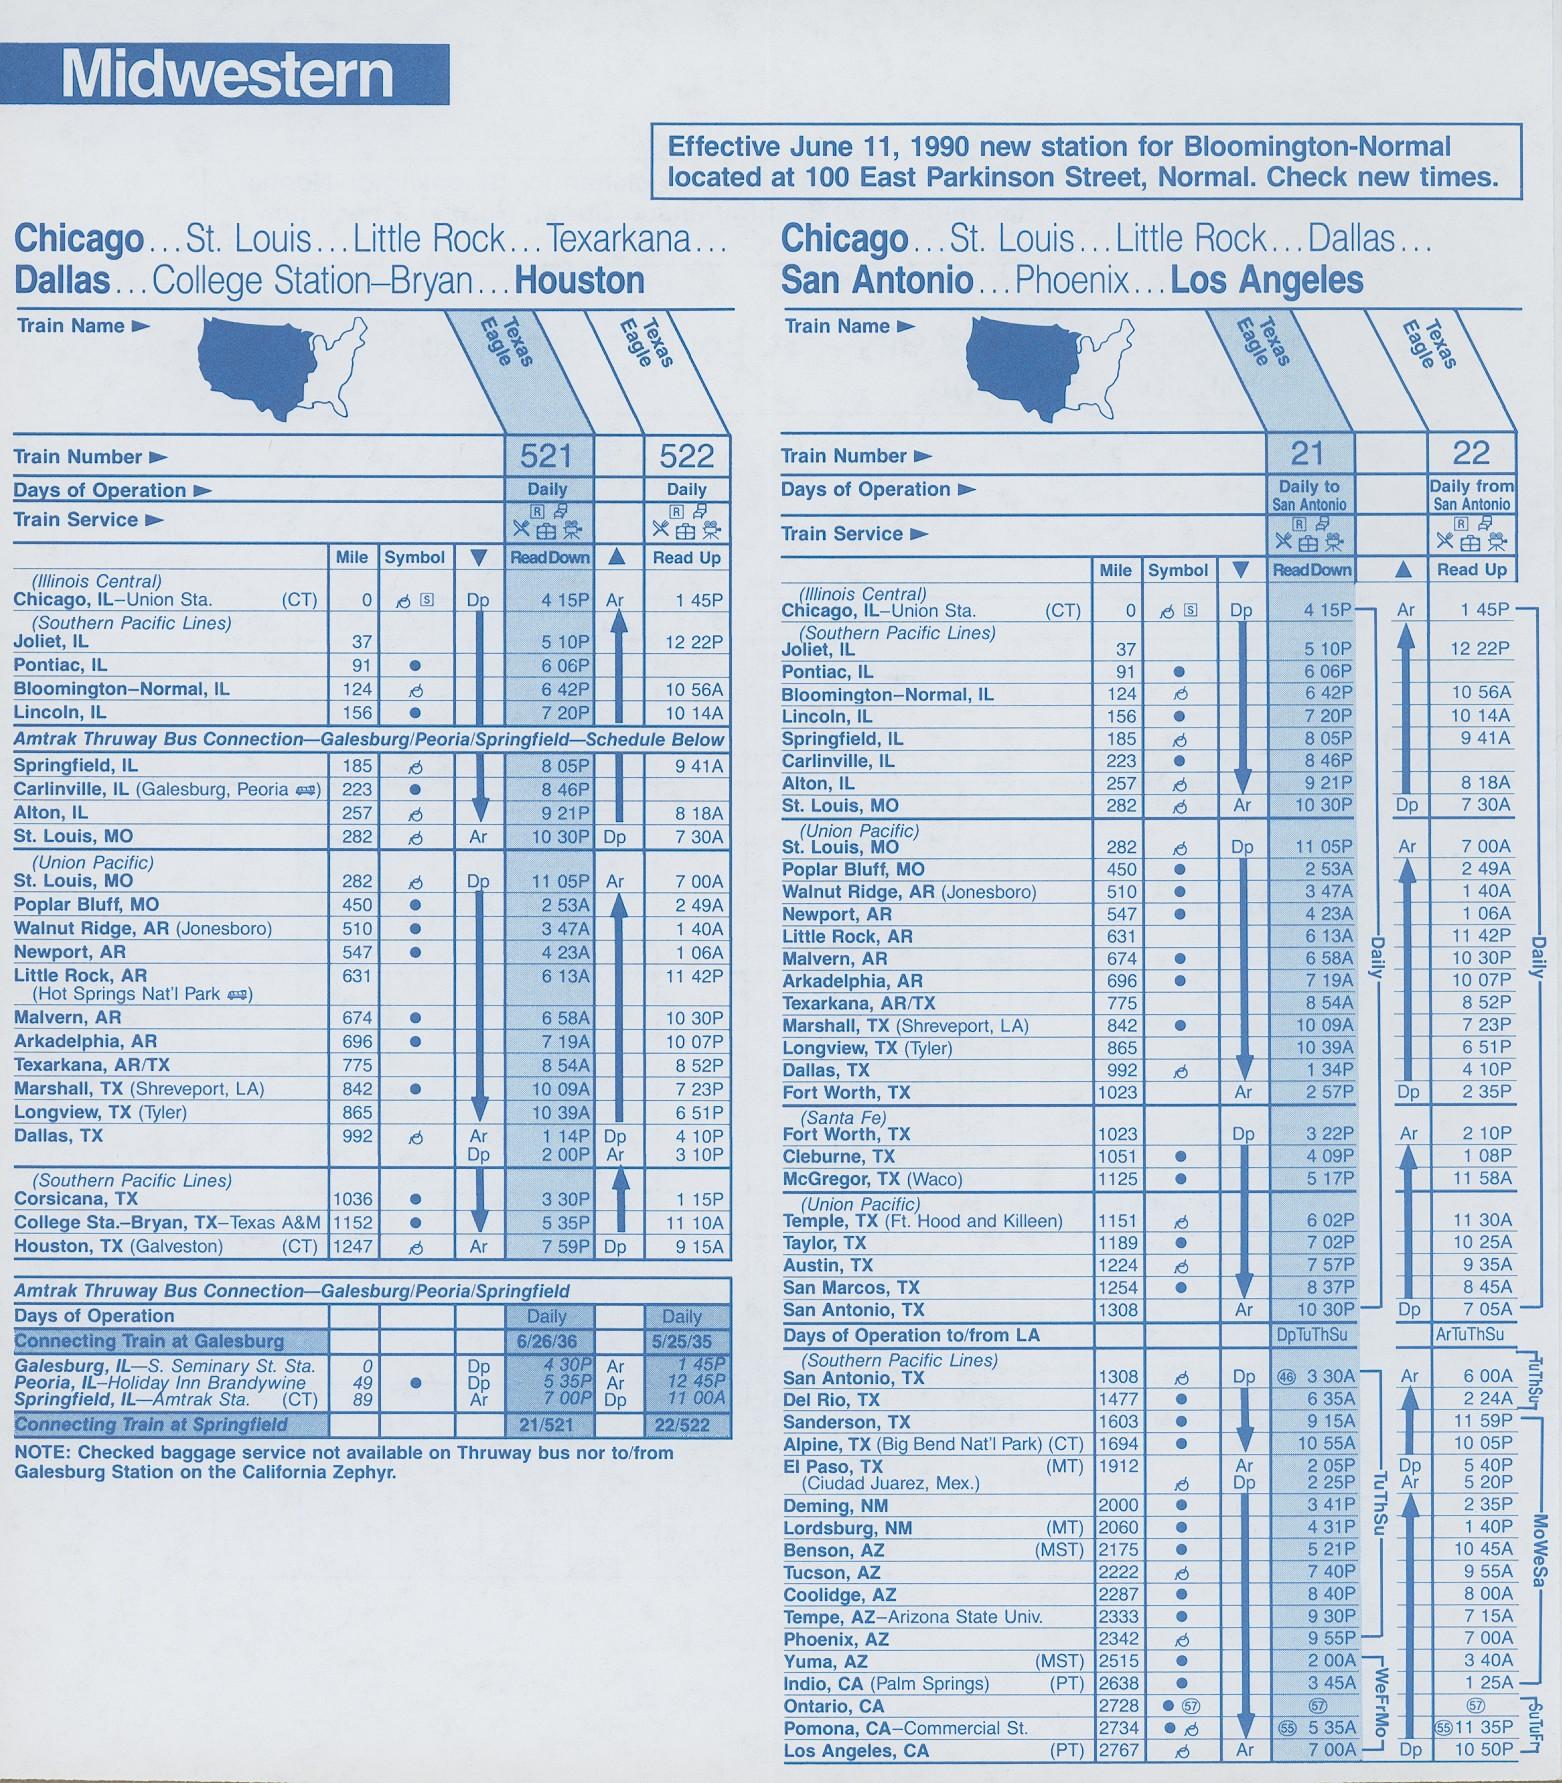 Midwestern
Effective June 11, 1990 new station for Bloomington-Normal
located at 100 East Parkinson Street, Normal. Check new times.
Chicago...St. Louis...Little Rock...Texarkana...
Dallas...College Station–Bryan...Houston
Train Name ►
Texas Eagle
Texas Eagle
Train Number ► 521 522
Days of Operation ► Daily Daily
Train Service ►
R R
Mile Symbol ▼ Read Down ▲ Read Up
(Illinois Central)
Chicago, IL–Union Sta. (CT) 0 S Dp 4 15P Ar 1 45P
(Southern Pacific Lines)
Joliet, IL 37 5 10P 12 22P
Pontiac, IL 91 ● 6 06P
Bloomington–Normal, IL 124 6 42P 10 56A
Lincoln, IL 156 ● 7 20P 10 14A
Amtrak Thruway Bus Connection—Galesburg/Peoria/Springfield—Schedule Below
Springfield, IL 185 8 05P 9 41A
Carlinville, IL (Galesburg, Peoria ) 223 ● 8 46P
Alton, IL 257 9 21P 8 18A
St. Louis, MO 282 Ar 10 30P Dp 7 30A
(Union Pacific)
St. Louis, MO 282 Dp 11 05P Ar 7 00A
Poplar Bluff, MO 450 ● 2 53A 2 49A
Walnut Ridge, AR (Jonesboro) 510 ● 3 47A 1 40A
Newport, AR 547 ● 4 23A 1 06A
Little Rock, AR 631 6 13A 11 42P
(Hot Springs Nat'l Park )
Malvern, AR 674 ● 6 58A 10 30P
Arkadelphia, AR 696 ● 7 19A 10 07P
Texarkana, AR/TX 775 8 54A 8 52P
Marshall, TX (Shreveport, LA) 842 ● 10 09A 7 23P
Longview, TX (Tyler) 865 10 39A 6 51P
Dallas, TX 992 Ar 1 14P Dp 4 10P
Dp 2 00P Ar 3 10P
(Southern Pacific Lines)
Corsicana, TX 1036 ● 3 30P 1 15P
College Sta.–Bryan, TX–Texas A&M 1152 ● 5 35P 11 10A
Houston, TX (Galveston) (CT) 1247 Ar 7 59P Dp 9 15A
Amtrak Thruway Bus Connection—Galesburg/Peoria/Springfield
Days of Operation Daily Daily
Connecting Train at Galesburg 6/26/36 5/25/35
Galesburg, IL—S. Seminary St. Sta. 0 Dp 4 30P Ar 1 45P
Peoria, IL–Holiday Inn Brandywine 49 ● Dp 5 35P Ar 12 45P
Springfield, IL—Amtrak Sta. (CT) 89 Ar 7 00P Dp 11 00A
Connecting Train at Springfield 21/521 22/522
NOTE: Checked baggage service not available on Thruway bus nor to/from
Galesburg Station on the California Zephyr.
Chicago...St. Louis...Little Rock...Dallas...
San Antonio...Phoenix...Los Angeles
Train Name ►
Texas Eagle
Texas Eagle
Train Number ► 21 22
Days of Operation ► Daily to San Antonio Daily from San Antonio
Train Service ►
R R
Mile Symbol ▼ Read Down ▲ Read Up
(Illinois Central)
Chicago, IL–Union Sta. (CT) 0 S Dp 4 15P Ar 1 45P
(Southern Pacific Lines)
Joliet, IL 37 5 10P 12 22P
Pontiac, IL 91 ● 6 06P
Bloomington–Normal, IL 124 6 42P 10 56A
Lincoln, IL 156 ● 7 20P 10 14A
Springfield, IL 185 8 05P 9 41A
Carlinville, IL 223 ● 8 46P
Alton, IL 257 9 21P 8 18A
St. Louis, MO 282 Ar 10 30P Dp 7 30A
(Union Pacific)
St. Louis, MO 282 Dp 11 05P Ar 7 00A
Poplar Bluff, MO 450 ● 2 53A 2 49A
Walnut Ridge, AR (Jonesboro) 510 ● 3 47A 1 40A
Newport, AR 547 ● 4 23A 1 06A
Little Rock, AR 631 6 13A 11 42P
Malvern, AR 674 ● 6 58A 10 30P
Arkadelphia, AR 696 ● 7 19A 10 07P
Texarkana, AR/TX 775 8 54A 8 52P
Marshall, TX (Shreveport, LA) 842 ● 10 09A 7 23P
Longview, TX (Tyler) 865 10 39A 6 51P
Dallas, TX 992 1 34P 4 10P
Fort Worth, TX 1023 Ar 2 57P Dp 2 35P
(Santa Fe)
Fort Worth, TX 1023 Dp 3 22P Ar 2 10P
Cleburne, TX 1051 ● 4 09P 1 08P
McGregor, TX (Waco) 1125 ● 5 17P 11 58A
(Union Pacific)
Temple, TX (Ft. Hood and Killeen) 1151 6 02P 11 30A
Taylor, TX 1189 ● 7 02P 10 25A
Austin, TX 1224 7 57P 9 35A
San Marcos, TX 1254 ● 8 37P 8 45A
San Antonio, TX 1308 Ar 10 30P Dp 7 05A
Daily
Daily
Days of Operation to/from LA DpTuThSu ArTuThSu
(Southern Pacific Lines)
San Antonio, TX 1308 Dp 46 3 30A Ar 6 00A
Del Rio, TX 1477 ● 6 35A 2 24A
Sanderson, TX 1603 ● 9 15A 11 59P
Alpine, TX (Big Bend Nat'l Park) (CT) 1694 ● 10 55A 10 05P
El Paso, TX (MT) 1912 Ar 2 05P Dp 5 40P
(Ciudad Juarez, Mex.) Dp 2 25P Ar 5 20P
Deming, NM 2000 ● 3 41P 2 35P
Lordsburg, NM (MT) 2060 ● 4 31P 1 40P
Benson, AZ (MST) 2175 ● 5 21P 10 45A
Tucson, AZ 2222 7 40P 9 55A
Coolidge, AZ 2287 ● 8 40P 8 00A
Tempe, AZ–Arizona State Univ. 2333 ● 9 30P 7 15A
Phoenix, AZ 2342 9 55P 7 00A
Yuma, AZ (MST) 2515 ● 2 00A 3 40A
Indio, CA (Palm Springs) (PT) 2638 ● 3 45A 1 25A
Ontario, CA 2728 ● 57 57 57
Pomona, CA–Commercial St. 2734 ● 55 5 35A 55 11 35P
Los Angeles, CA (PT) 2767 Ar 7 00A Dp 10 50P
TuThSu
WeFrMo
TuThSu
MoWeSa
SuTuFr